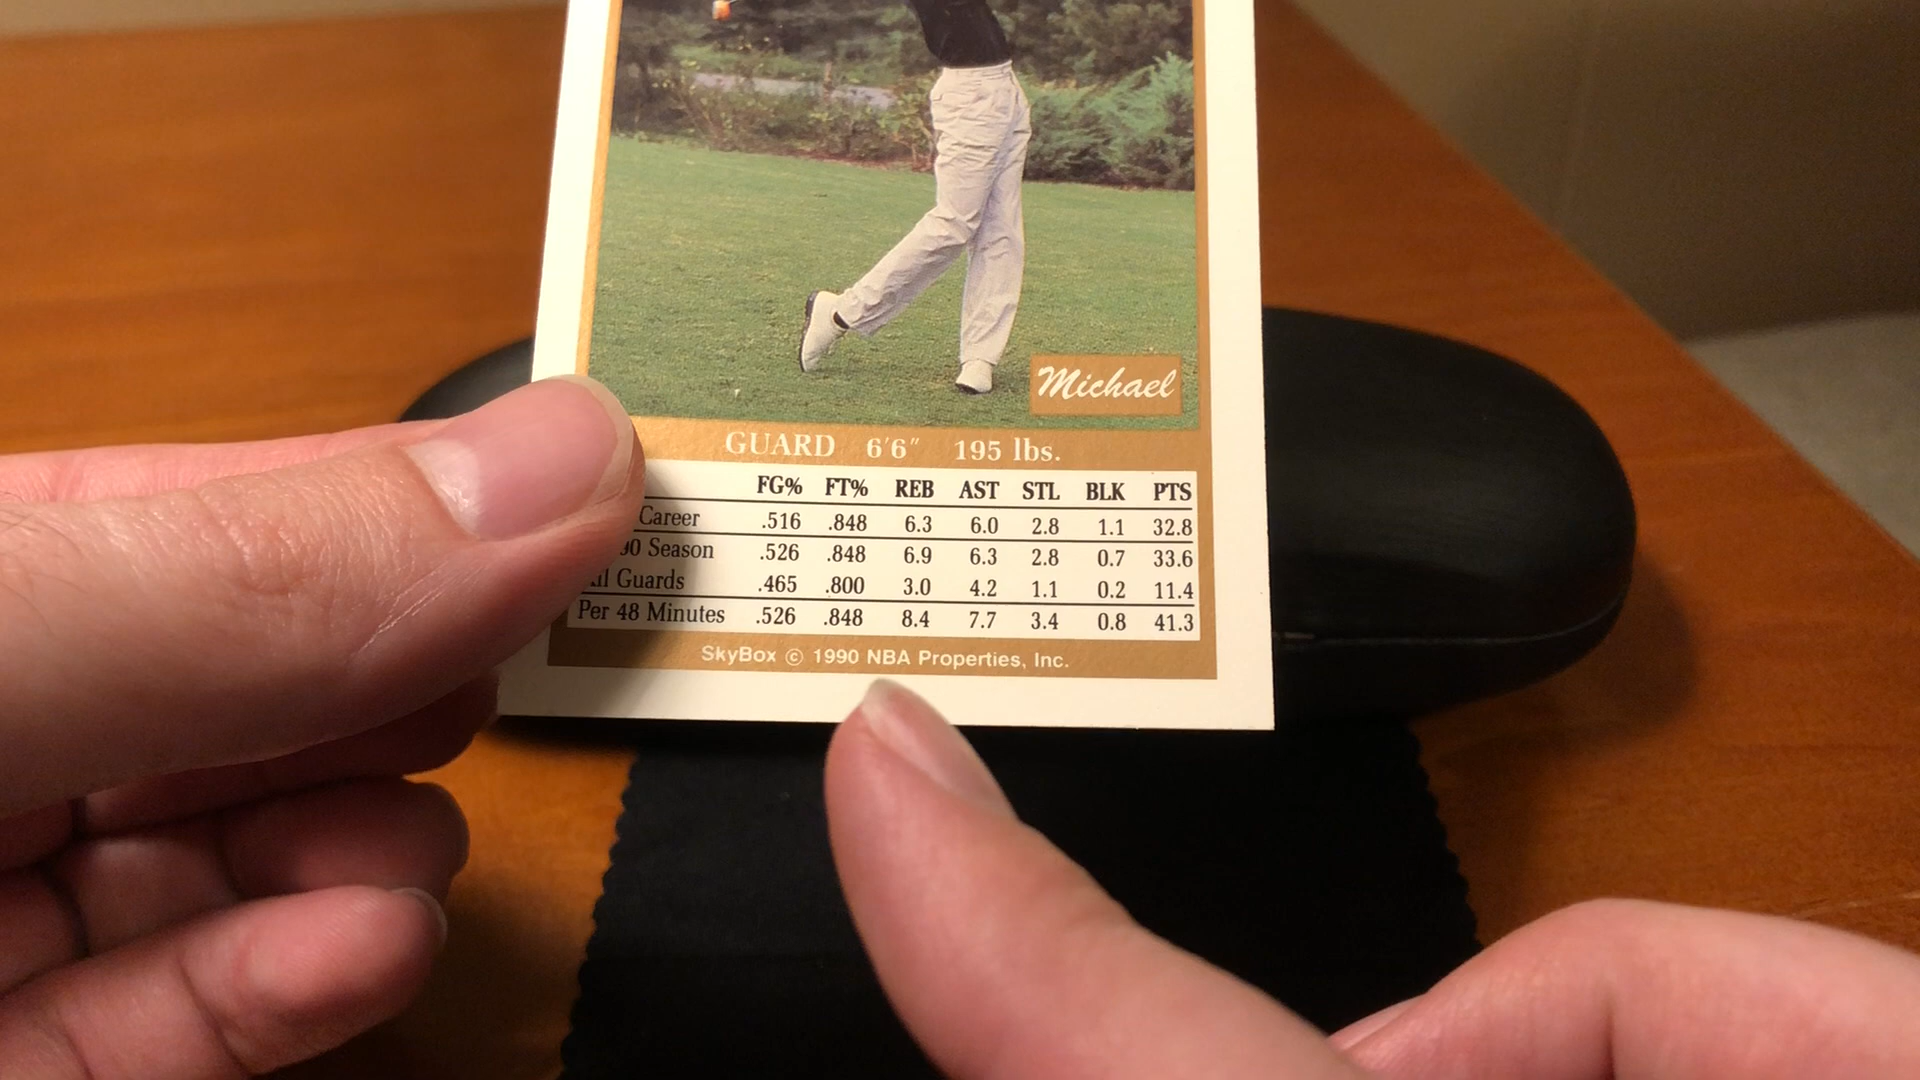 Michael
GUARD 6'6" 195 lbs.
FG% FT% REB AST STL BLK PTS
Career .516 .848 6.3 6.0 2.8 1.1 32.8
90 Season .526 .848 6.9 6.3 2.8 0.7 33.6
All Guards .465 .800 3.0 4.2 1.1 0.2 11.4
Per 48 Minutes .526 .848 8.4 7.7 3.4 0.8 41.3
SkyBox © 1990 NBA Properties, Inc.